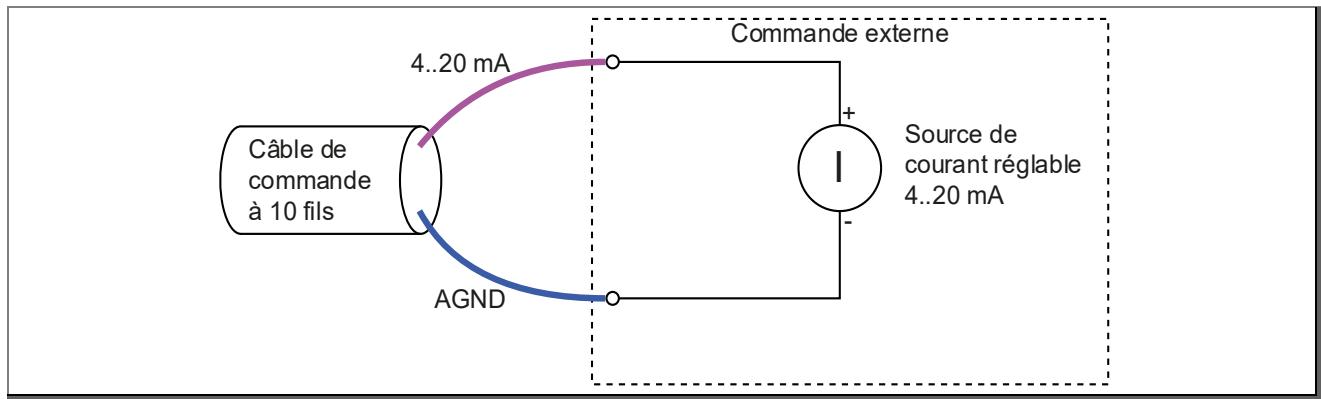 Commande externe
4..20 mA
+
Source de
courant réglable
4..20 mA
I
-
Câble de
commande
à 10 fils
AGND